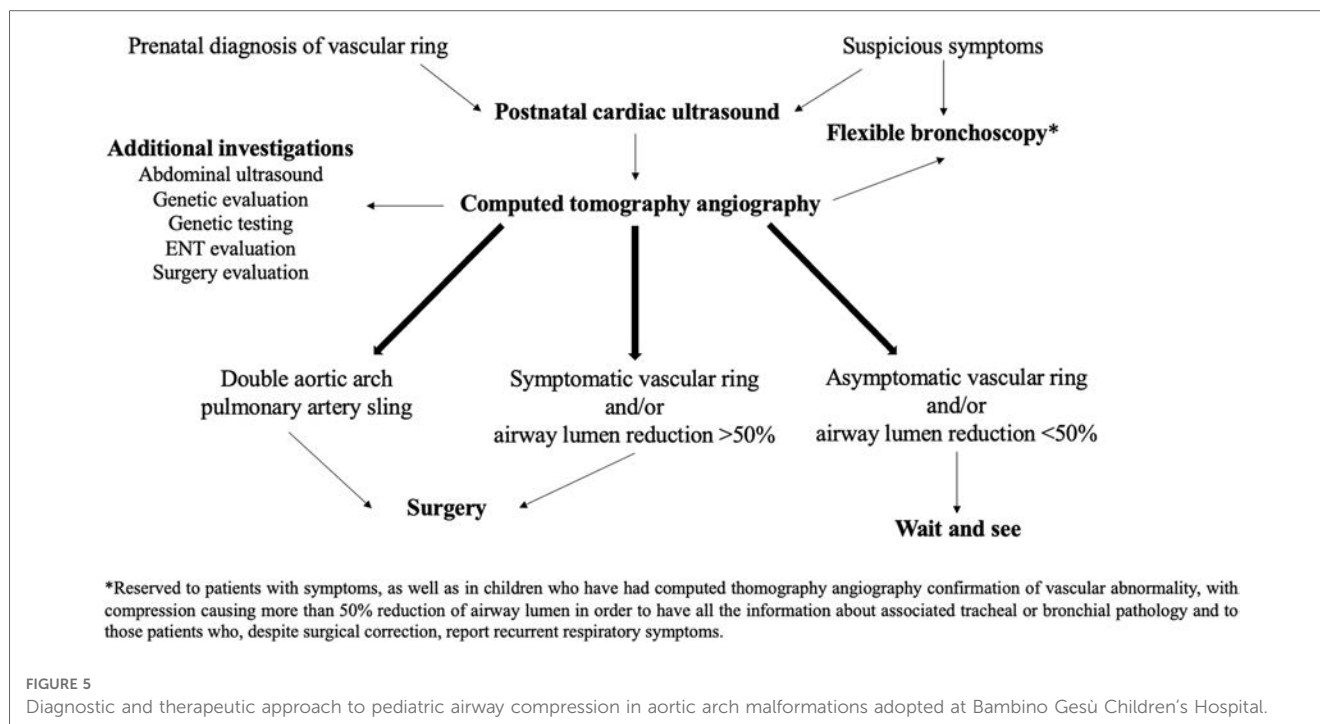 Prenatal diagnosis of vascular ring
Suspicious symptoms
Postnatal cardiac ultrasound
Flexible bronchoscopy*
Additional investigations
Abdominal ultrasound
Genetic evaluation
Genetic testing
ENT evaluation
Surgery evaluation
Computed tomography angiography
Double aortic arch
pulmonary artery sling
Symptomatic vascular ring
and/or
airway lumen reduction >50%
Asymptomatic vascular ring
and/or
airway lumen reduction <50%
Surgery
Wait and see
*Reserved to patients with symptoms, as well as in children who have had computed thomography angiography confirmation of vascular abnormality, with
compression causing more than 50% reduction of airway lumen in order to have all the information about associated tracheal or bronchial pathology and to
those patients who, despite surgical correction, report recurrent respiratory symptoms.
FIGURE 5
Diagnostic and therapeutic approach to pediatric airway compression in aortic arch malformations adopted at Bambino Gesù Children's Hospital.